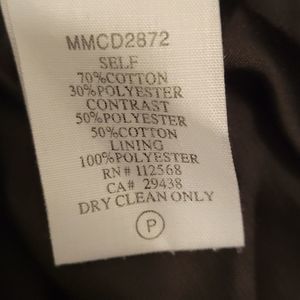 MMCD2872
SELF
70%COTTON
30%POLYESTER
CONTRAST
50%POLYESTER
50%COTTON
LINING
100%POLYESTER
RN# 112568
CA# 29438
DRY CLEAN ONLY
P